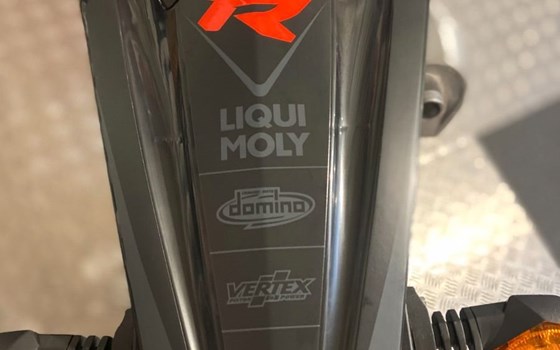 R
LIQUI
MOLY
domino
VERTEX